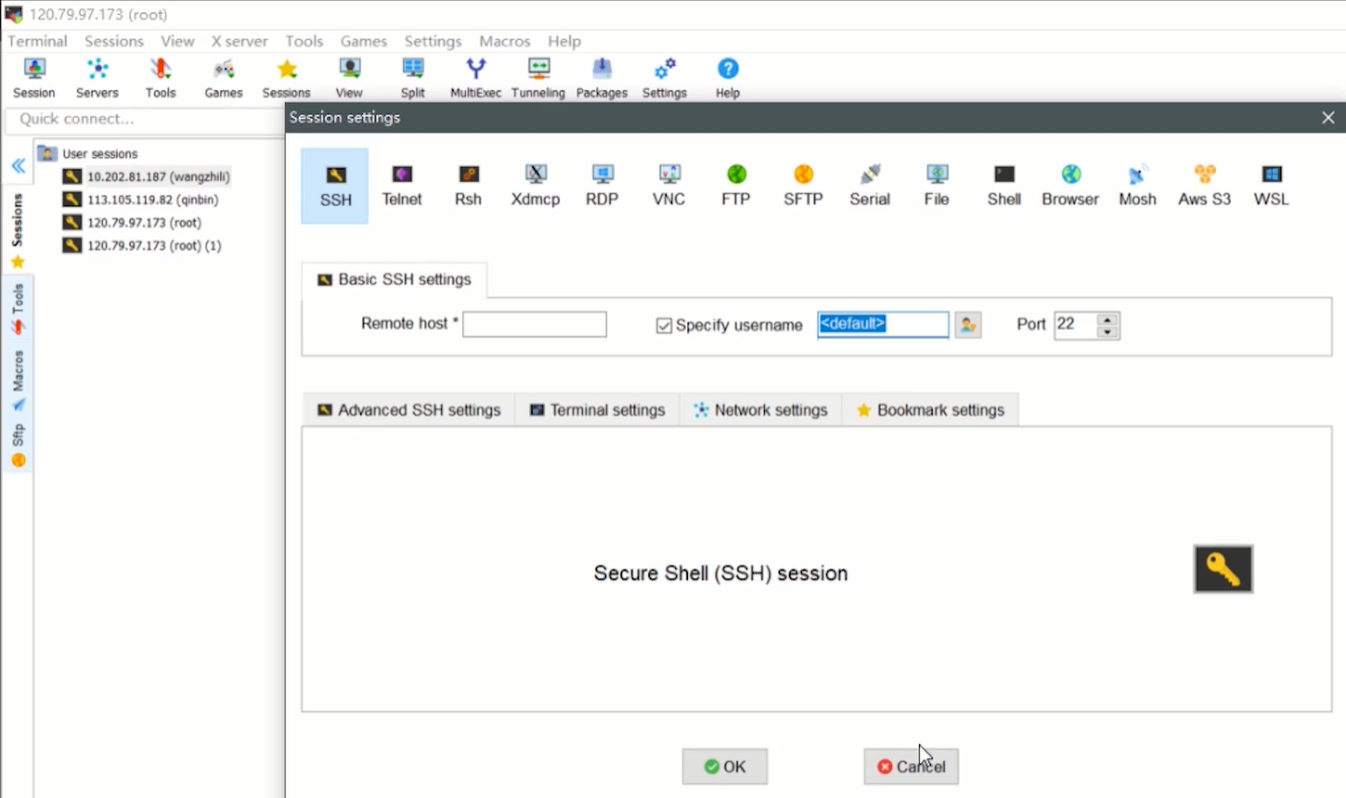 120.79.97.173 (root)
Terminal Sessions View X server Tools Games Settings Macros Help
Session Servers Tools Games Sessions View Split MultiExec Tunneling Packages Settings Help
Quick connect...
Session settings
User sessions
10.202.81.187 (wangzhili)
113.105.119.82 (qinbin)
120.79.97.173 (root)
120.79.97.173 (root) (1)
Sessions
Tools
Macros
Sftp
SSH Telnet Rsh Xdmcp RDP VNC FTP SFTP Serial File Shell Browser Mosh Aws S3 WSL
Basic SSH settings
Remote host * Specify username <default> Port 22
Advanced SSH settings Terminal settings Network settings Bookmark settings
Secure Shell (SSH) session
OK Cancel